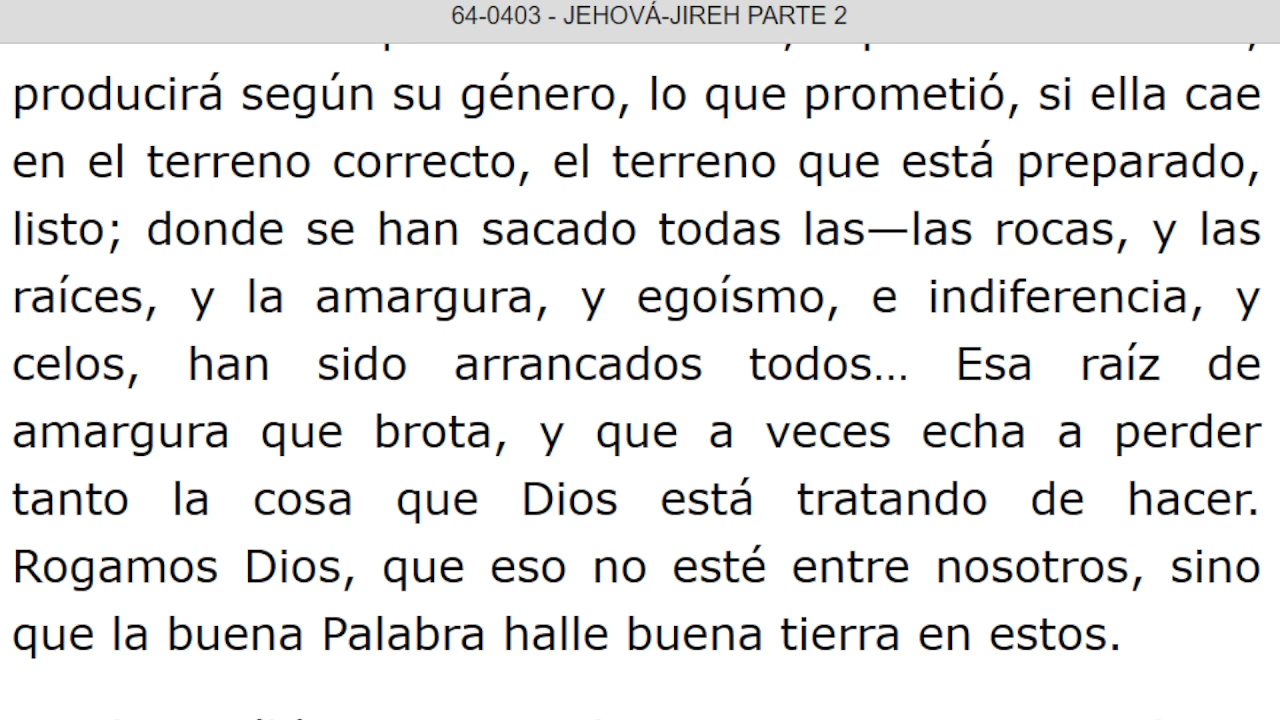 64-0403 - JEHOVÁ-JIREH PARTE 2
producirá según su género, lo que prometió, si ella cae
en el terreno correcto, el terreno que está preparado,
listo; donde se han sacado todas las—las rocas, y las
raíces, y la amargura, y egoísmo, e indiferencia, y
celos, han sido arrancados todos... Esa raíz de
amargura que brota, y que a veces echa a perder
tanto la cosa que Dios está tratando de hacer.
Rogamos Dios, que eso no esté entre nosotros, sino
que la buena Palabra halle buena tierra en estos.